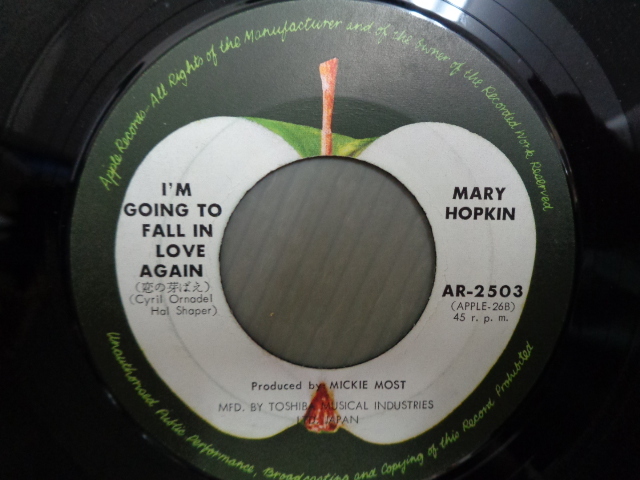 Apple Records. All Rights of the Manufacturer and of the Owner of the Recorded Work Reserved
I'M
GOING TO
FALL IN
LOVE
AGAIN
(恋の芽ばえ)
(Cyril Ornadel
Hal Shaper)
MARY
HOPKIN
AR-2503
(APPLE-26B)
45 r. p. m.
Produced by MICKIE MOST
MFD. BY TOSHIBA MUSICAL INDUSTRIES
JAPAN
Unauthorised Public Performance, Broadcasting and Copying of this Record Prohibited